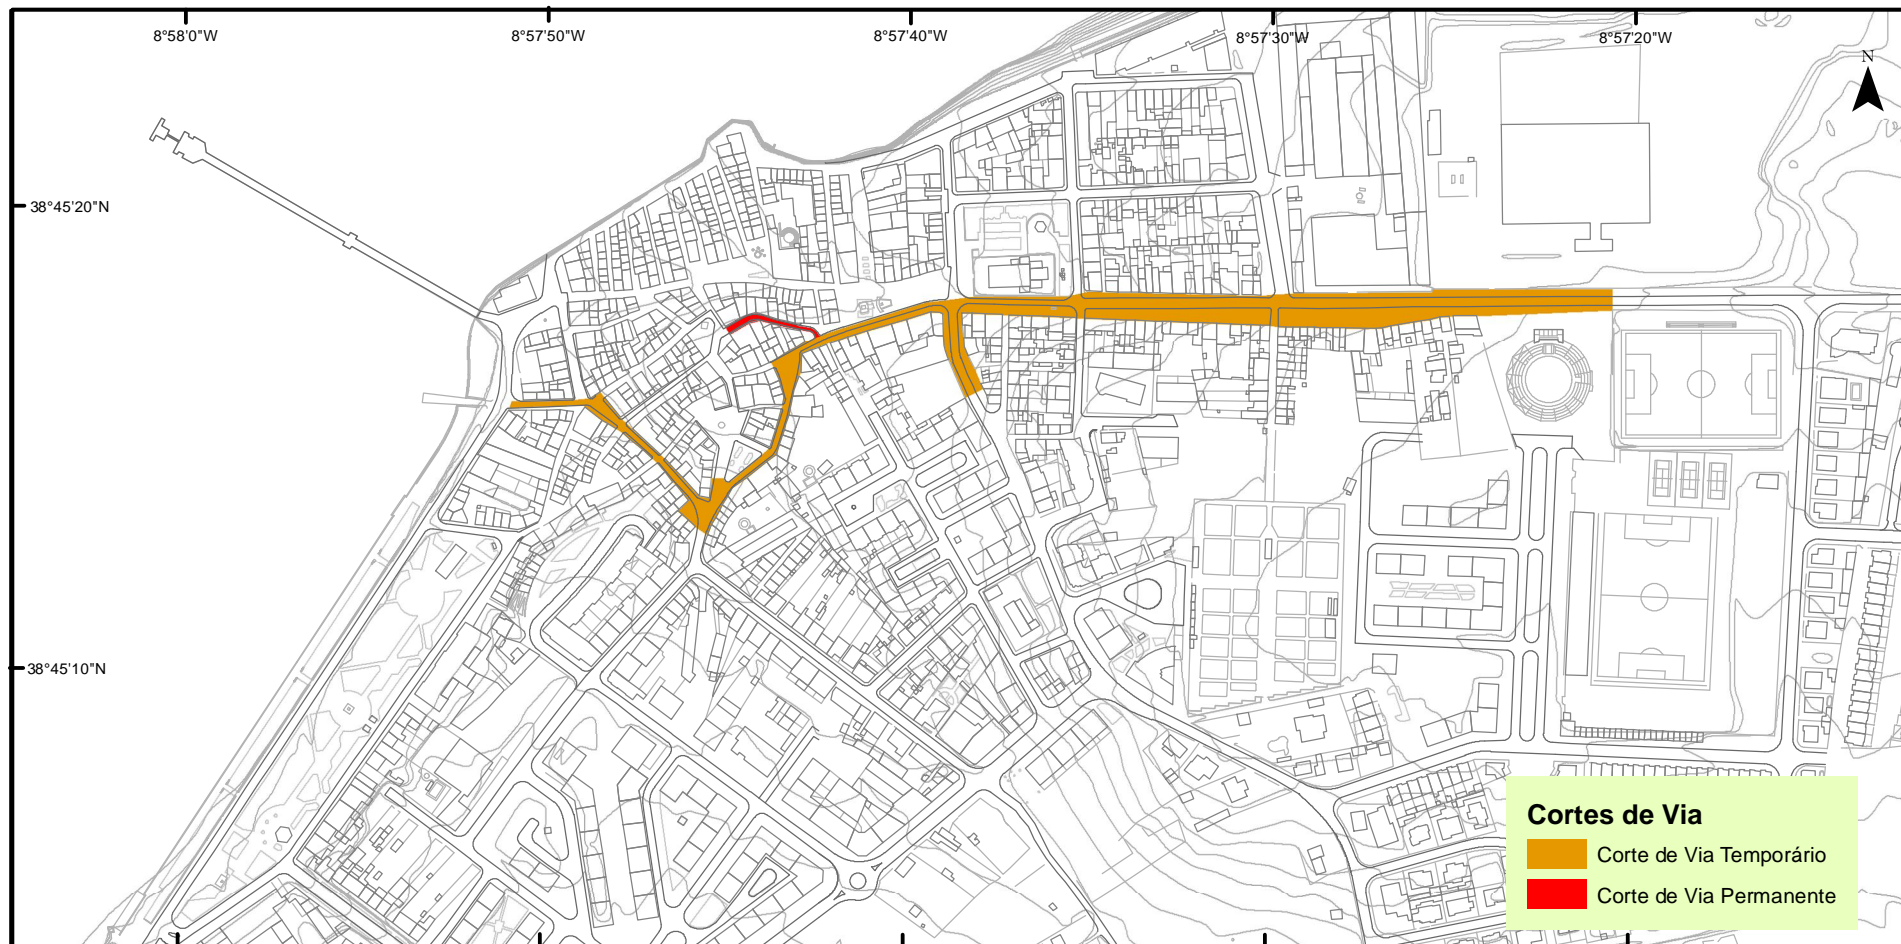 8°58'0"W
8°57'50"W
8°57'40"W
8°57'30"W
8°57'20"W
N
38°45'20"N
38°45'10"N
Cortes de Via
Corte de Via Temporário
Corte de Via Permanente